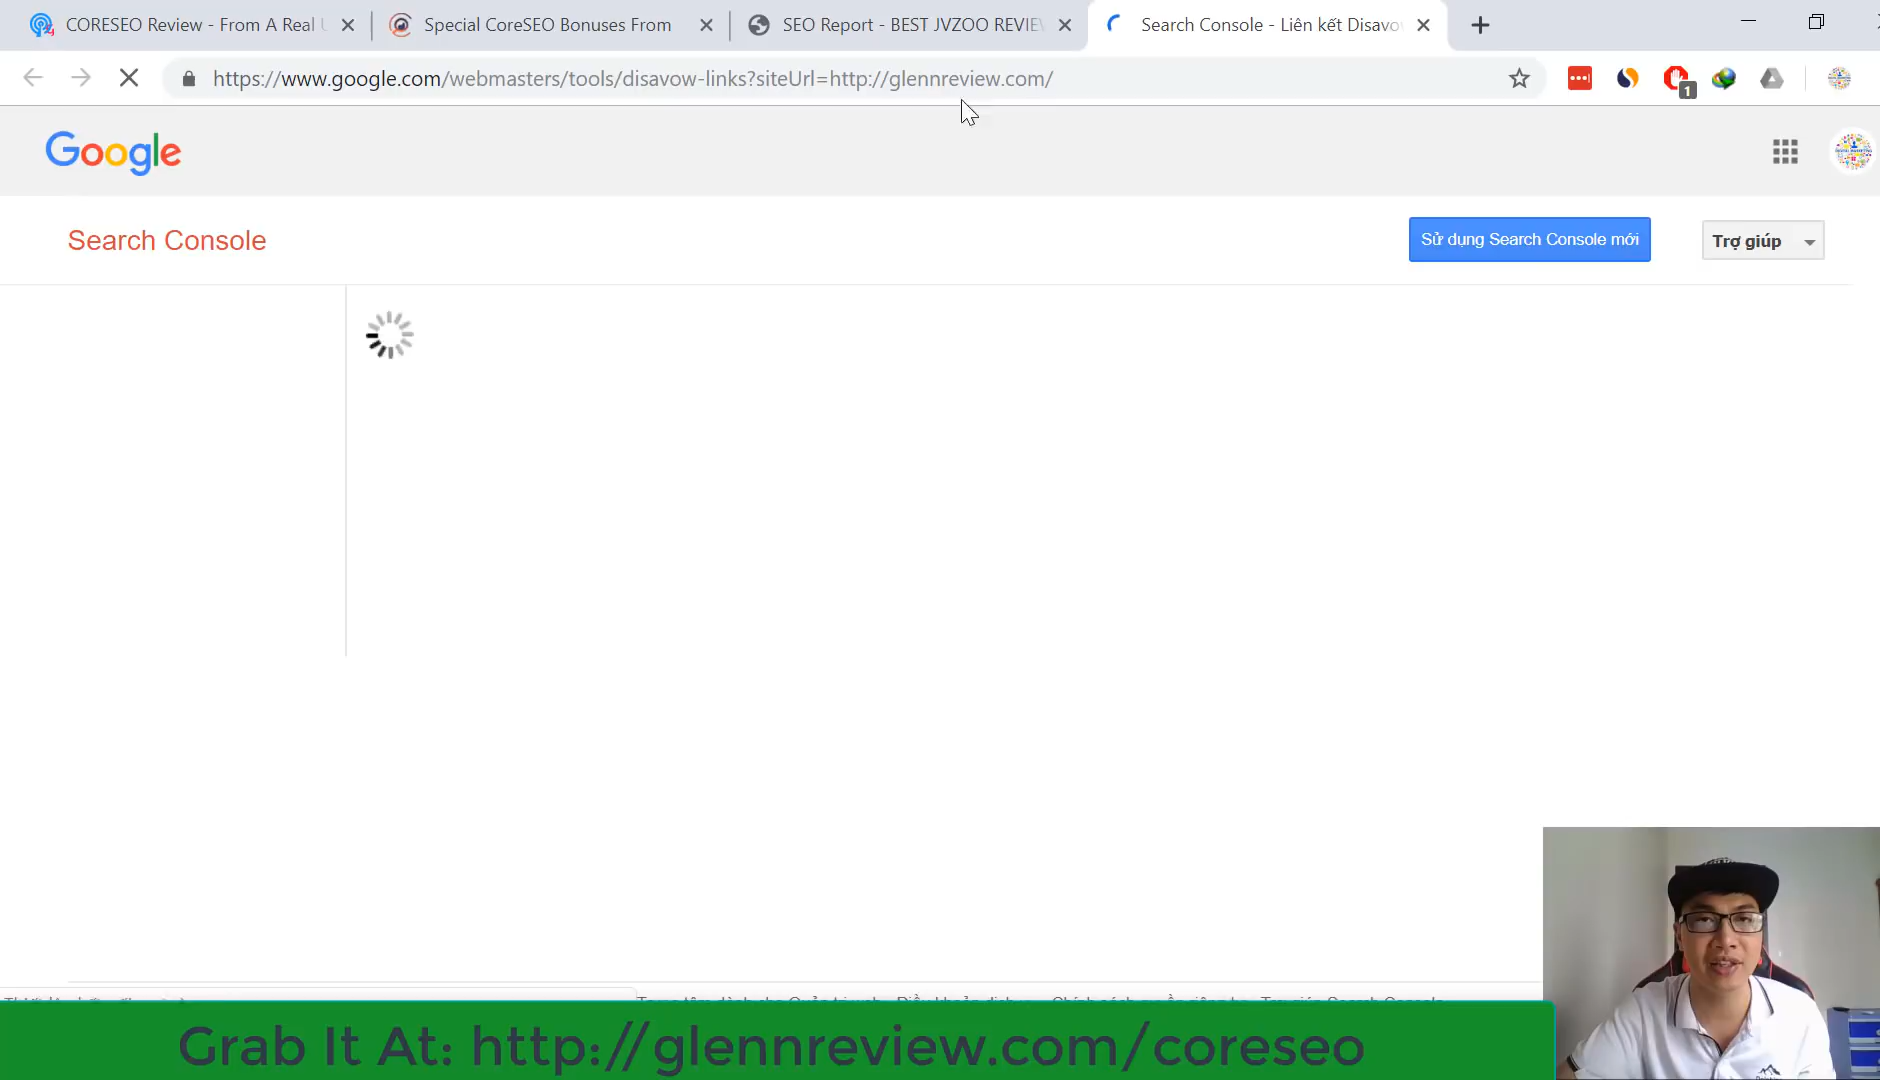 CORESEO Review - From A Real
Special CoreSEO Bonuses From
SEO Report - BEST JVZOO REVIEW
Search Console - Liên kết Disavo
https://www.google.com/webmasters/tools/disavow-links?siteUrl=http://glennreview.com/
1
Google
Search Console
Sử dụng Search Console mới
Trợ giúp
Grab It At: http://glennreview.com/coreseo